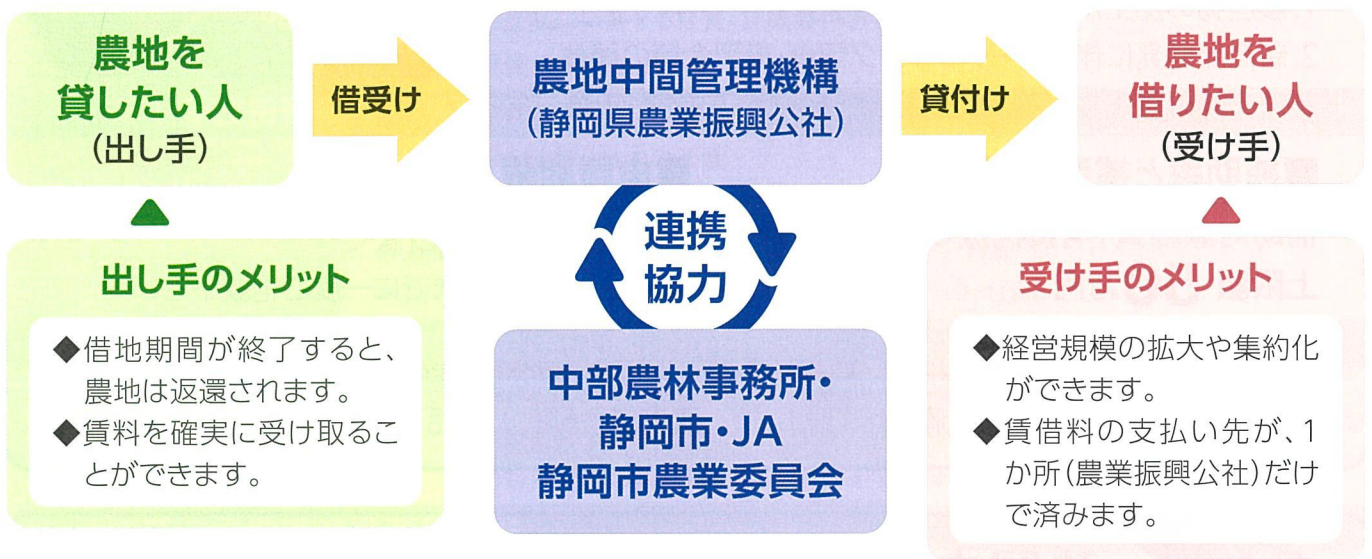 農地を
貸したい人
(出し手)
借受け
農地中間管理機構
(静岡県農業振興公社)
貸付け
農地を
借りたい人
(受け手)
連携
協力
出し手のメリット
◆借地期間が終了すると、
農地は返還されます。
◆賃料を確実に受け取るこ
とができます。
中部農林事務所・
静岡市・JA
静岡市農業委員会
受け手のメリット
◆経営規模の拡大や集約化
ができます。
◆賃借料の支払い先が、1
か所(農業振興公社)だけ
で済みます。